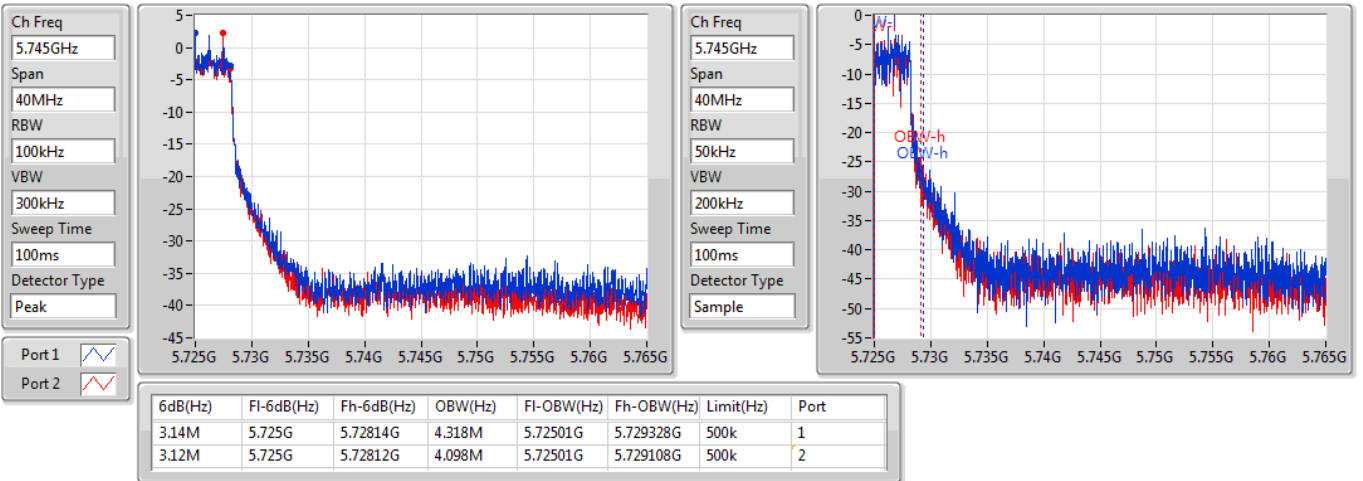 Ch Freq
5.745GHz
Span
40MHz
RBW
100kHz
VBW
300kHz
Sweep Time
100ms
Detector Type
Peak
Port 1
Port 2
5
0
-5
-10
-15
-20
-25
-30
-35
-40
-45
5.725G 5.73G 5.735G 5.74G 5.745G 5.75G 5.755G 5.76G 5.765G
Ch Freq
5.745GHz
Span
40MHz
RBW
50kHz
VBW
200kHz
Sweep Time
100ms
Detector Type
Sample
0
-5
-10
-15
-20
-25
-30
-35
-40
-45
-50
-55
OBW-h
OBW-h
5.725G 5.73G 5.735G 5.74G 5.745G 5.75G 5.755G 5.76G 5.765G
6dB(Hz) Fl-6dB(Hz) Fh-6dB(Hz) OBW(Hz) Fl-OBW(Hz) Fh-OBW(Hz) Limit(Hz) Port
3.14M 5.725G 5.72814G 4.318M 5.72501G 5.729328G 500k 1
3.12M 5.725G 5.72812G 4.098M 5.72501G 5.729108G 500k 2